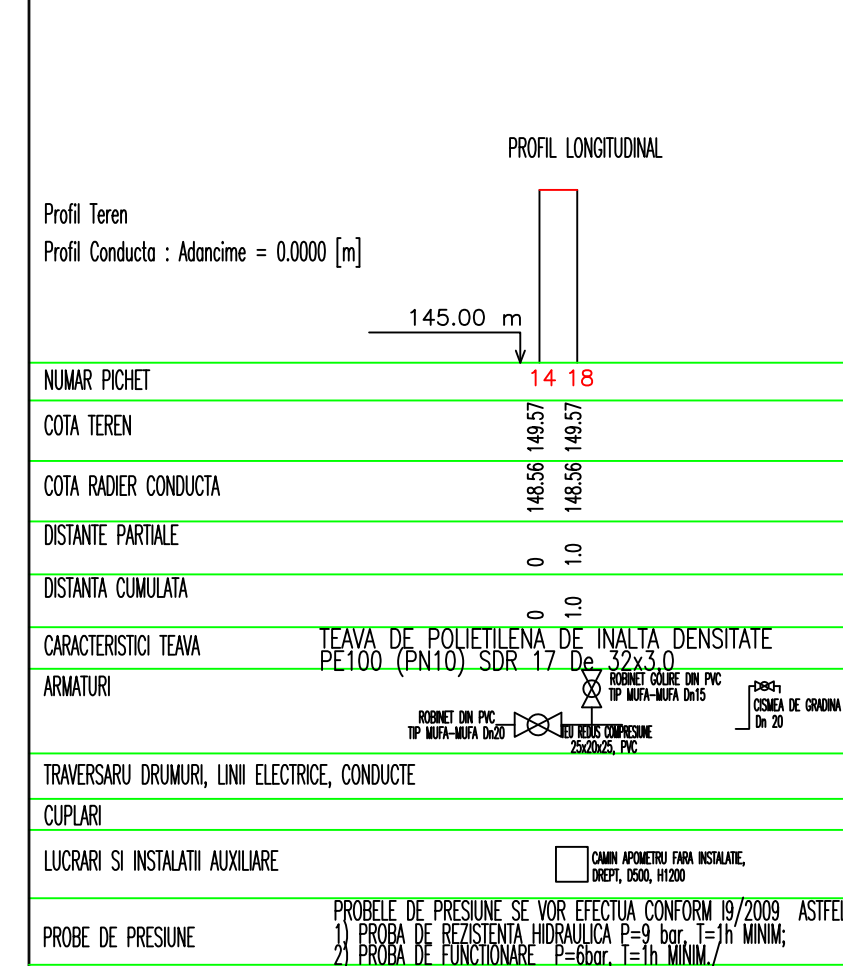 PROFIL LONGITUDINAL
Profil Teren
Profil Conducta : Adancime = 0.0000 [m]
145.00 m
NUMAR PICHET
14 18
COTA TEREN
149.57 149.57
COTA RADIER CONDUCTA
148.56 148.56
DISTANTE PARTIALE
0 1.0
DISTANTA CUMULATA
0 1.0
CARACTERISTICI TEAVA
TEAVA DE POLIETILENA DE INALTA DENSITATE
PE100 (PN10) SDR 17 De 32x3,0
ARMATURI
ROBINET GOLIRE DIN PVC
TIP MUFA-MUFA Dn15
CISMEA DE GRADINA
Dn 20
ROBINET DIN PVC
TIP MUFA-MUFA Dn20
TEU REDUS COMPRESIUNE
25x20x25, PVC
TRAVERSARU DRUMURI, LINII ELECTRICE, CONDUCTE
CUPLARI
LUCRARI SI INSTALATII AUXILIARE
CAMIN APOMETRU FARA INSTALATIE,
DREPT, D500, H1200
PROBE DE PRESIUNE
PROBELE DE PRESIUNE SE VOR EFECTUA CONFORM I9/2009 ASTFEL
1) PROBA DE REZISTENTA HIDRAULICA P=9 bar, T=1h MINIM;
2) PROBA DE FUNCTIONARE P=6bar, T=1h MINIM./